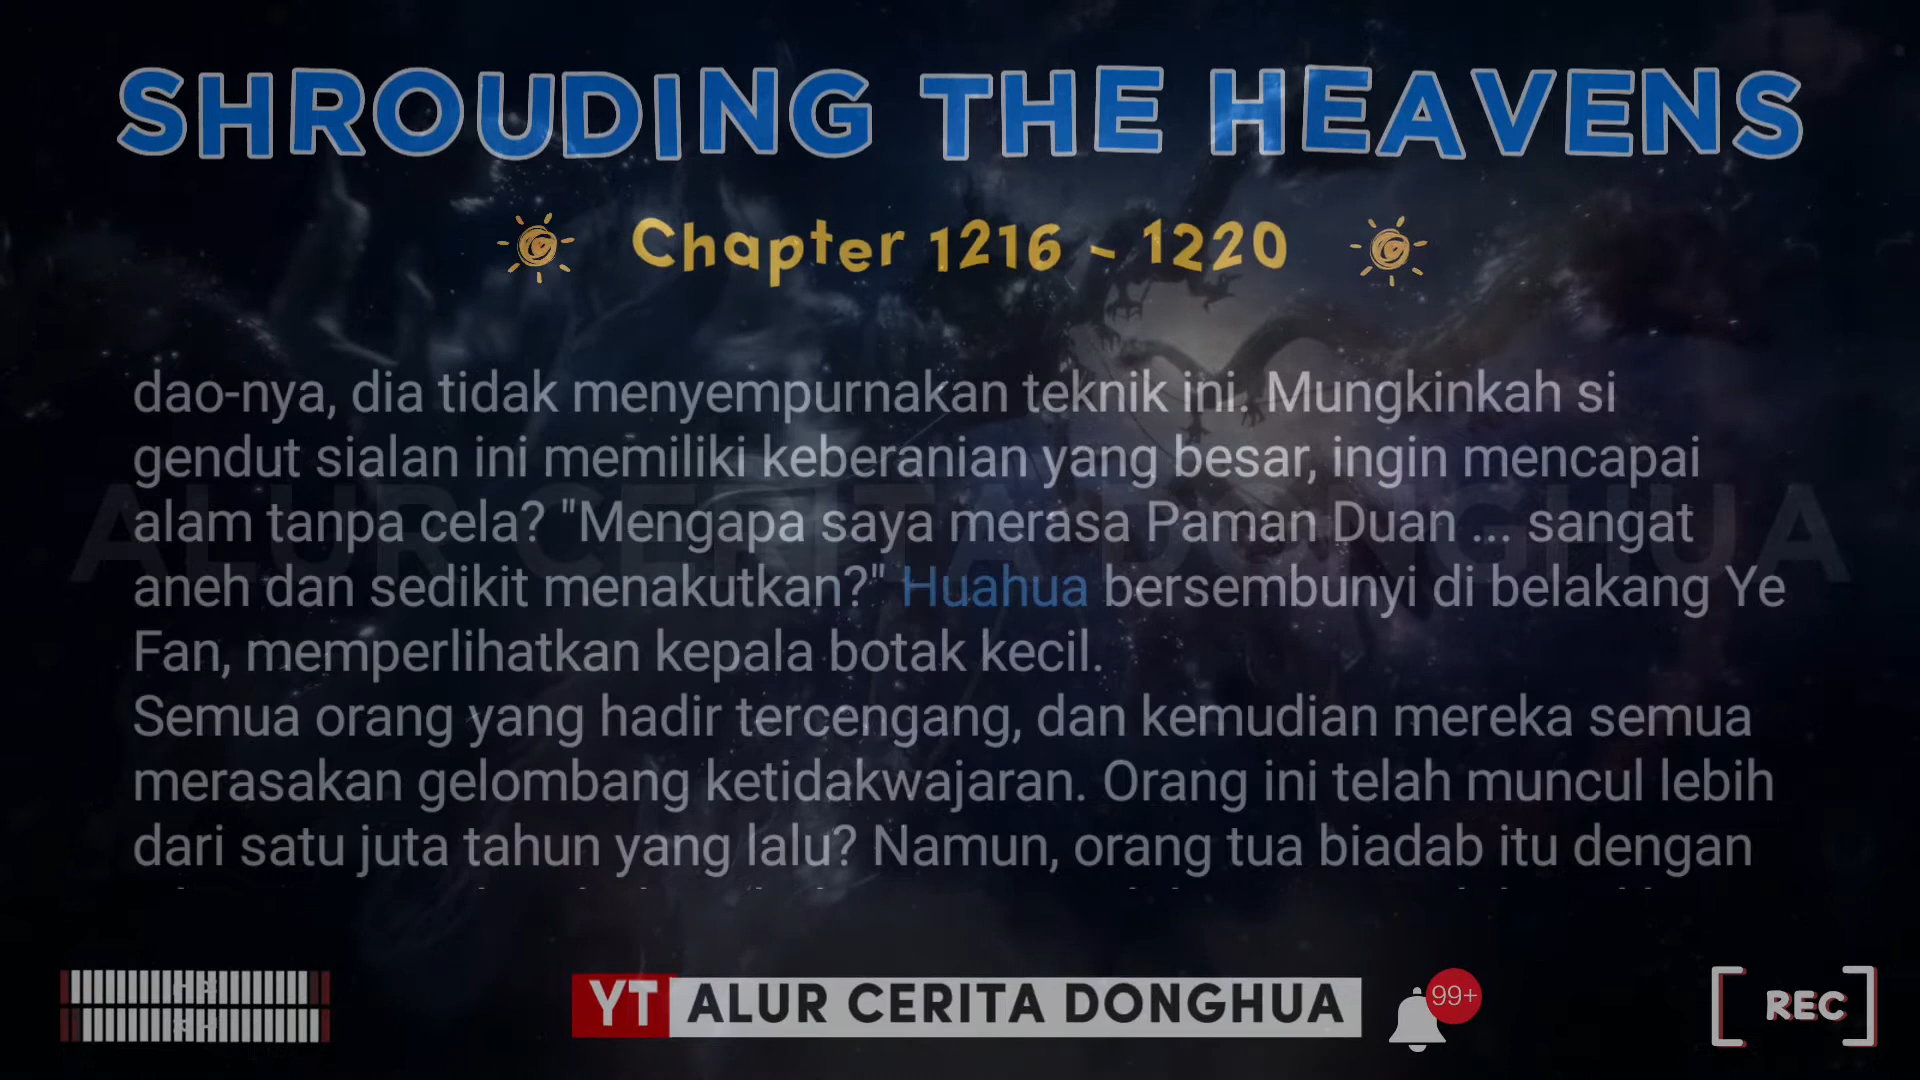 SHROUDING THE HEAVENS
Chapter 1216 - 1220
dao-nya, dia tidak menyempurnakan teknik ini. Mungkinkah si
gendut sialan ini memiliki keberanian yang besar, ingin mencapai
alam tanpa cela? "Mengapa saya merasa Paman Duan ... sangat
aneh dan sedikit menakutkan?" Huahua bersembunyi di belakang Ye
Fan, memperlihatkan kepala botak kecil.
Semua orang yang hadir tercengang, dan kemudian mereka semua
merasakan gelombang ketidakwajaran. Orang ini telah muncul lebih
dari satu juta tahun yang lalu? Namun, orang tua biadab itu dengan
ALUR CERITA DONGHUA
YT ALUR CERITA DONGHUA
99+
REC